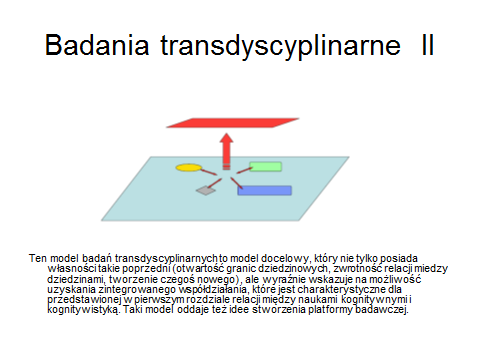 Badania transdyscyplinarne II
Ten model badań transdyscyplinarnych to model docelowy, który nie tylko posiada
własności takie poprzedni (otwartość granic dziedzinowych, zwrotność relacji miedzy
dziedzinami, tworzenie czegoś nowego), ale wyraźnie wskazuje na możliwość
uzyskania zintegrowanego współdziałania, które jest charakterystyczne dla
przedstawionej w pierwszym rozdziale relacji między naukami kognitywnymi i
kognitywistyką. Taki model oddaje też idee stworzenia platformy badawczej.